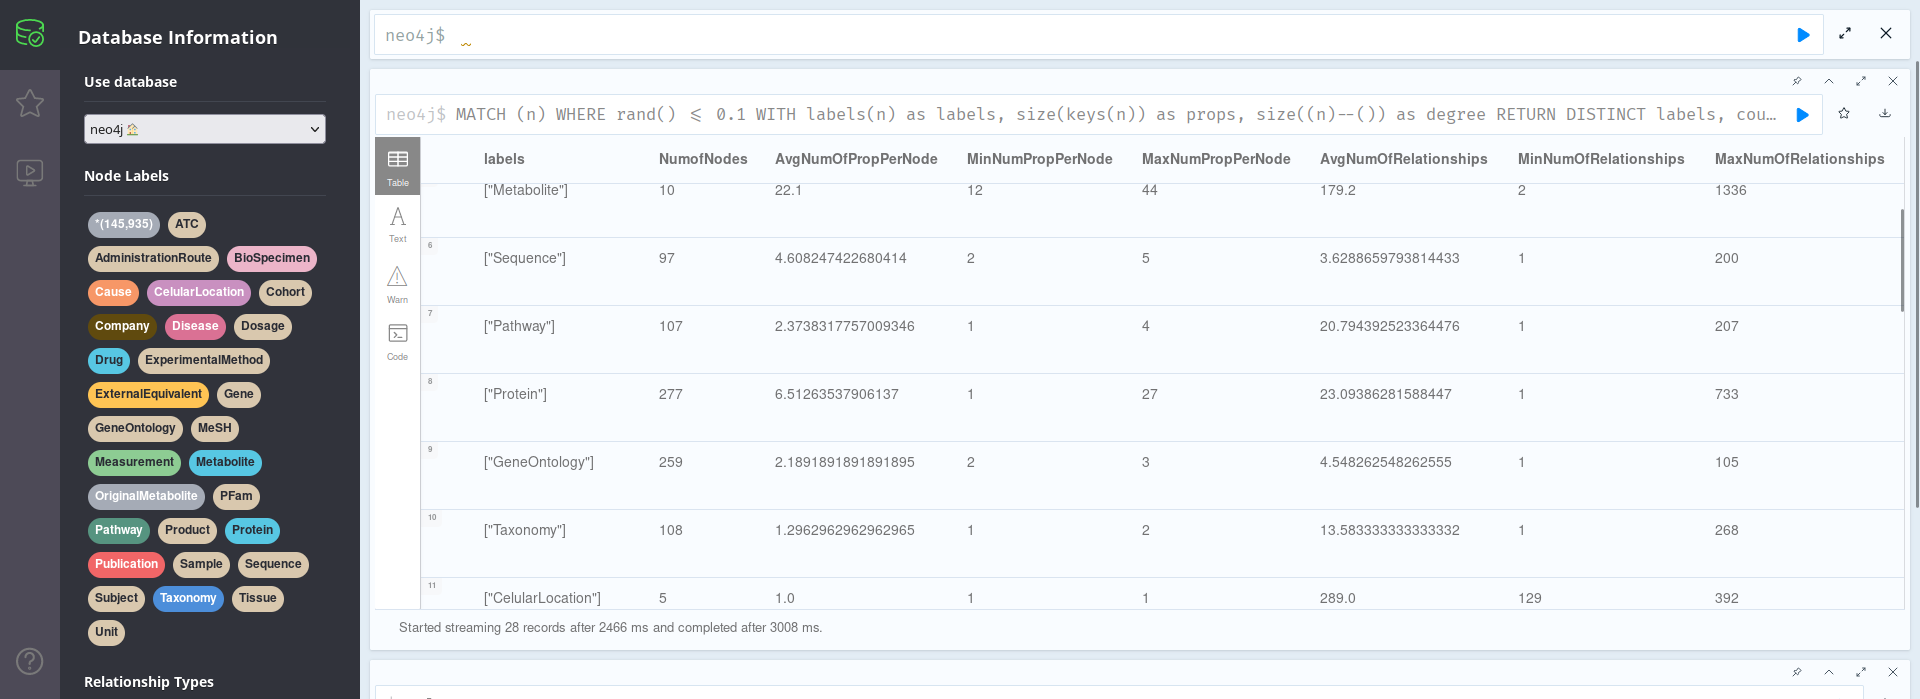 Database Information
Use database
neo4j
Node Labels
*(145,935) ATC
AdministrationRoute BioSpecimen
Cause CelularLocation Cohort
Company Disease Dosage
Drug ExperimentalMethod
ExternalEquivalent Gene
GeneOntology MeSH
Measurement Metabolite
OriginalMetabolite PFam
Pathway Product Protein
Publication Sample Sequence
Subject Taxonomy Tissue
Unit
Relationship Types
neo4j$
neo4j$ MATCH (n) WHERE rand() <= 0.1 WITH labels(n) as labels, size(keys(n)) as props, size((n)--()) as degree RETURN DISTINCT labels, cou…
Table
Text
Warn
Code
labels NumofNodes AvgNumOfPropPerNode MinNumPropPerNode MaxNumPropPerNode AvgNumOfRelationships MinNumOfRelationships MaxNumOfRelationships
["Metabolite"] 10 22.1 12 44 179.2 2 1336
6
["Sequence"] 97 4.608247422680414 2 5 3.6288659793814433 1 200
7
["Pathway"] 107 2.3738317757009346 1 4 20.794392523364476 1 207
8
["Protein"] 277 6.51263537906137 1 27 23.09386281588447 1 733
9
["GeneOntology"] 259 2.1891891891891895 2 3 4.548262548262555 1 105
10
["Taxonomy"] 108 1.2962962962962965 1 2 13.583333333333332 1 268
11
["CelularLocation"] 5 1.0 1 1 289.0 129 392
Started streaming 28 records after 2466 ms and completed after 3008 ms.